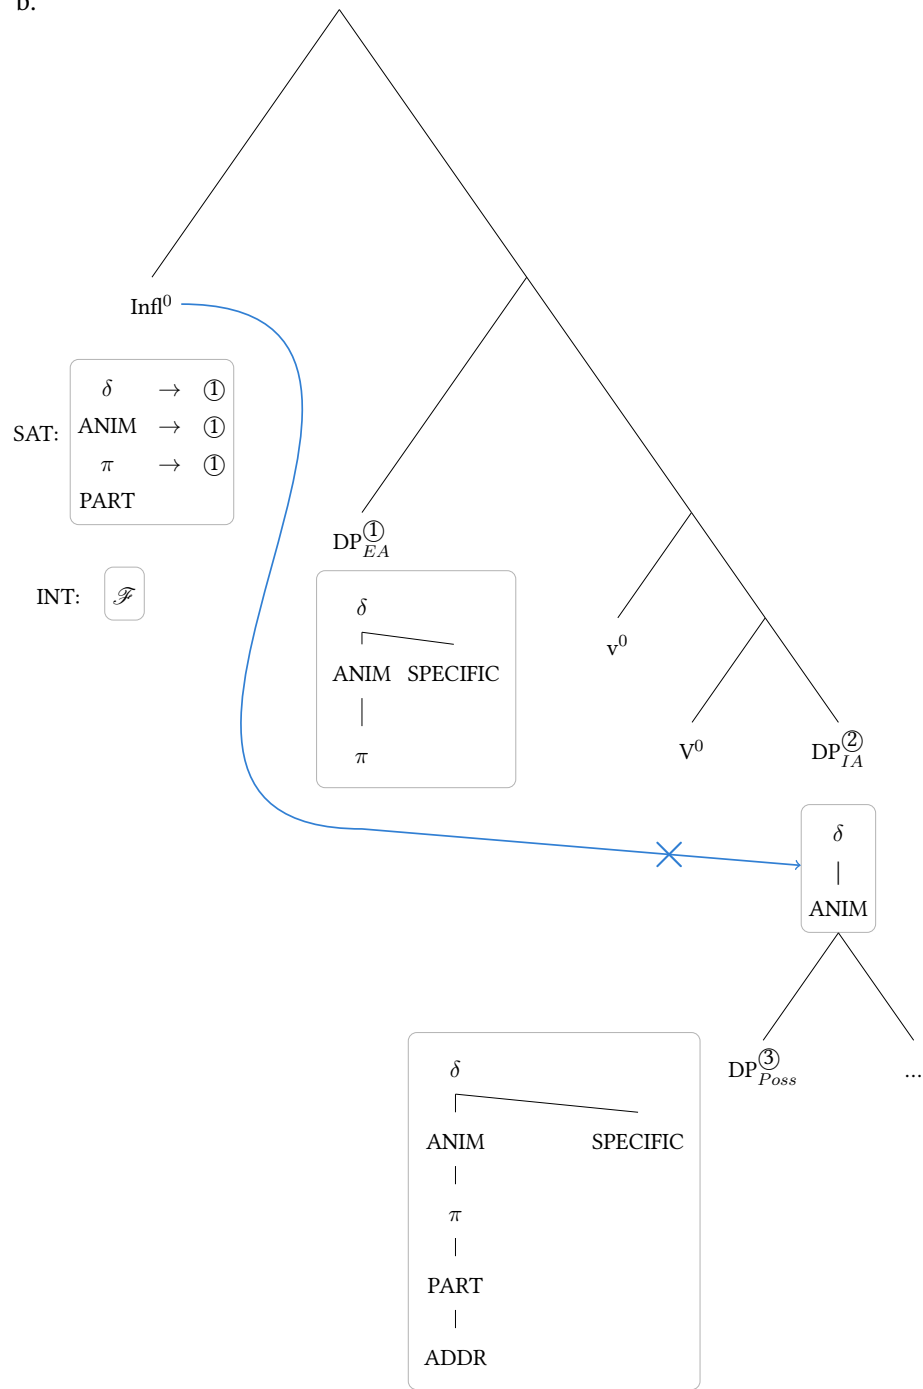 b.
Infl⁰
SAT:
δ → ①
ANIM → ①
π → ①
PART
INT: ℱ
DP①EA
δ
ANIM SPECIFIC
π
v⁰
V⁰
DP②IA
δ
ANIM
DP③Poss
...
δ
ANIM SPECIFIC
π
PART
ADDR